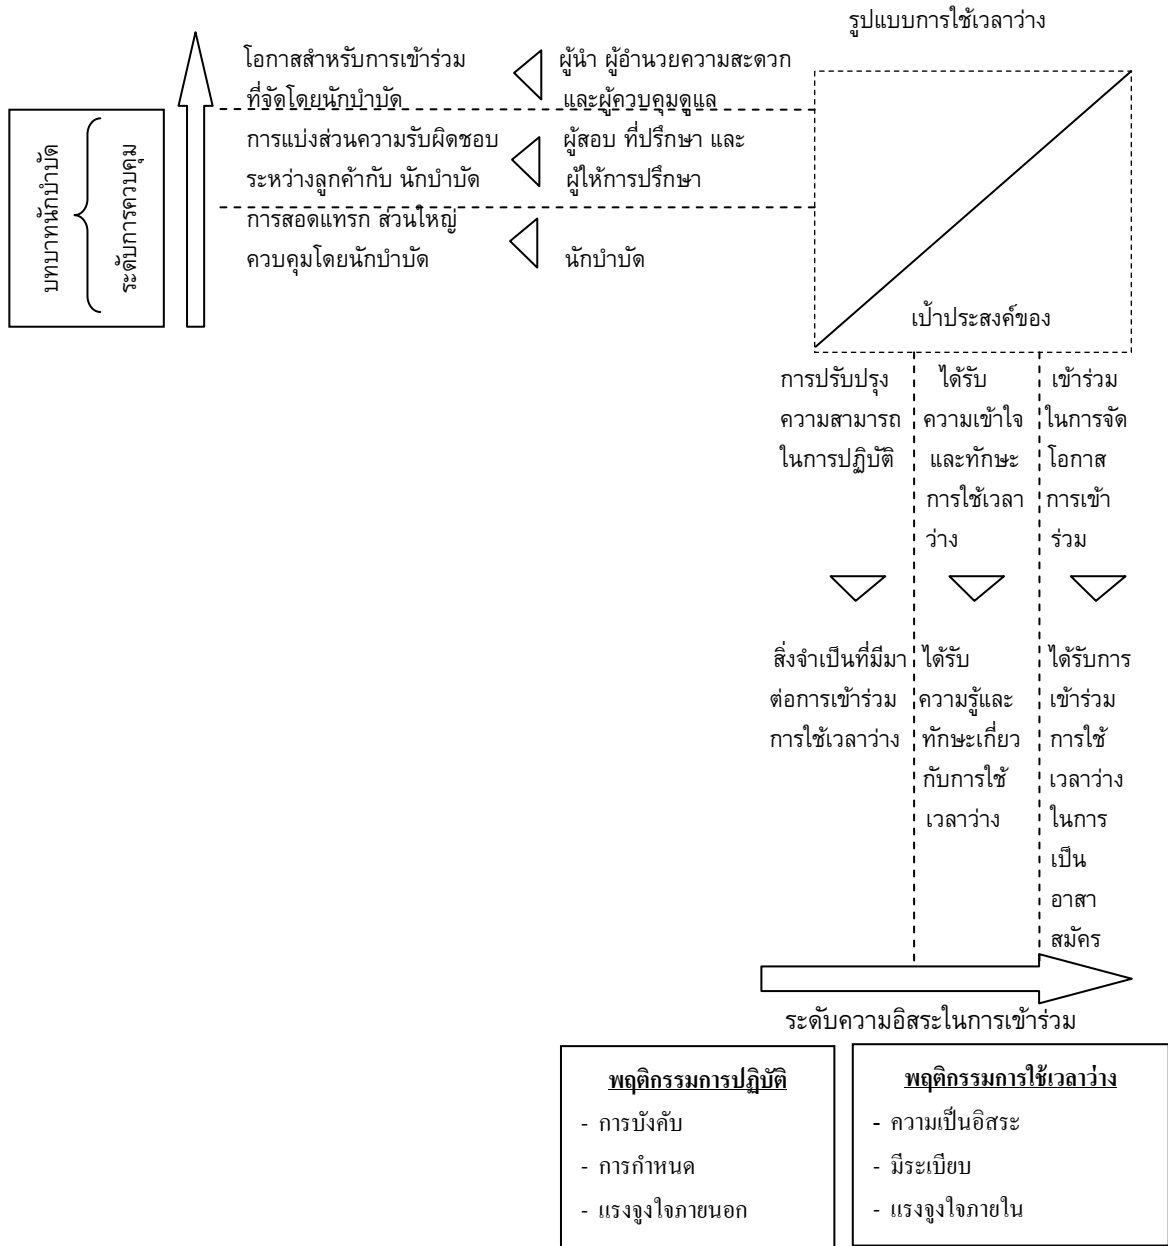 รูปแบบการใช้เวลาว่าง
โอกาสสำหรับการเข้าร่วม
ที่จัดโดยนักบำบัด
ผู้นำ ผู้อำนวยความสะดวก
และผู้ควบคุมดูแล
การแบ่งส่วนความรับผิดชอบ
ระหว่างลูกค้ากับ นักบำบัด
ผู้สอบ ที่ปรึกษา และ
ผู้ให้การปรึกษา
การสอดแทรก ส่วนใหญ่
ควบคุมโดยนักบำบัด
นักบำบัด
บทบาทนักบำบัด
ระดับการควบคุม
เป้าประสงค์ของ
การปรับปรุง
ความสามารถ
ในการปฏิบัติ
ได้รับ
ความเข้าใจ
และทักษะ
การใช้เวลา
ว่าง
เข้าร่วม
ในการจัด
โอกาส
การเข้า
ร่วม
สิ่งจำเป็นที่มีมา
ต่อการเข้าร่วม
การใช้เวลาว่าง
ได้รับ
ความรู้และ
ทักษะเกี่ยว
กับการใช้
เวลาว่าง
ได้รับการ
เข้าร่วม
การใช้
เวลาว่าง
ในการ
เป็น
อาสา
สมัคร
ระดับความอิสระในการเข้าร่วม
พฤติกรรมการปฏิบัติ
- การบังคับ
- การกำหนด
- แรงจูงใจภายนอก
พฤติกรรมการใช้เวลาว่าง
- ความเป็นอิสระ
- มีระเบียบ
- แรงจูงใจภายใน